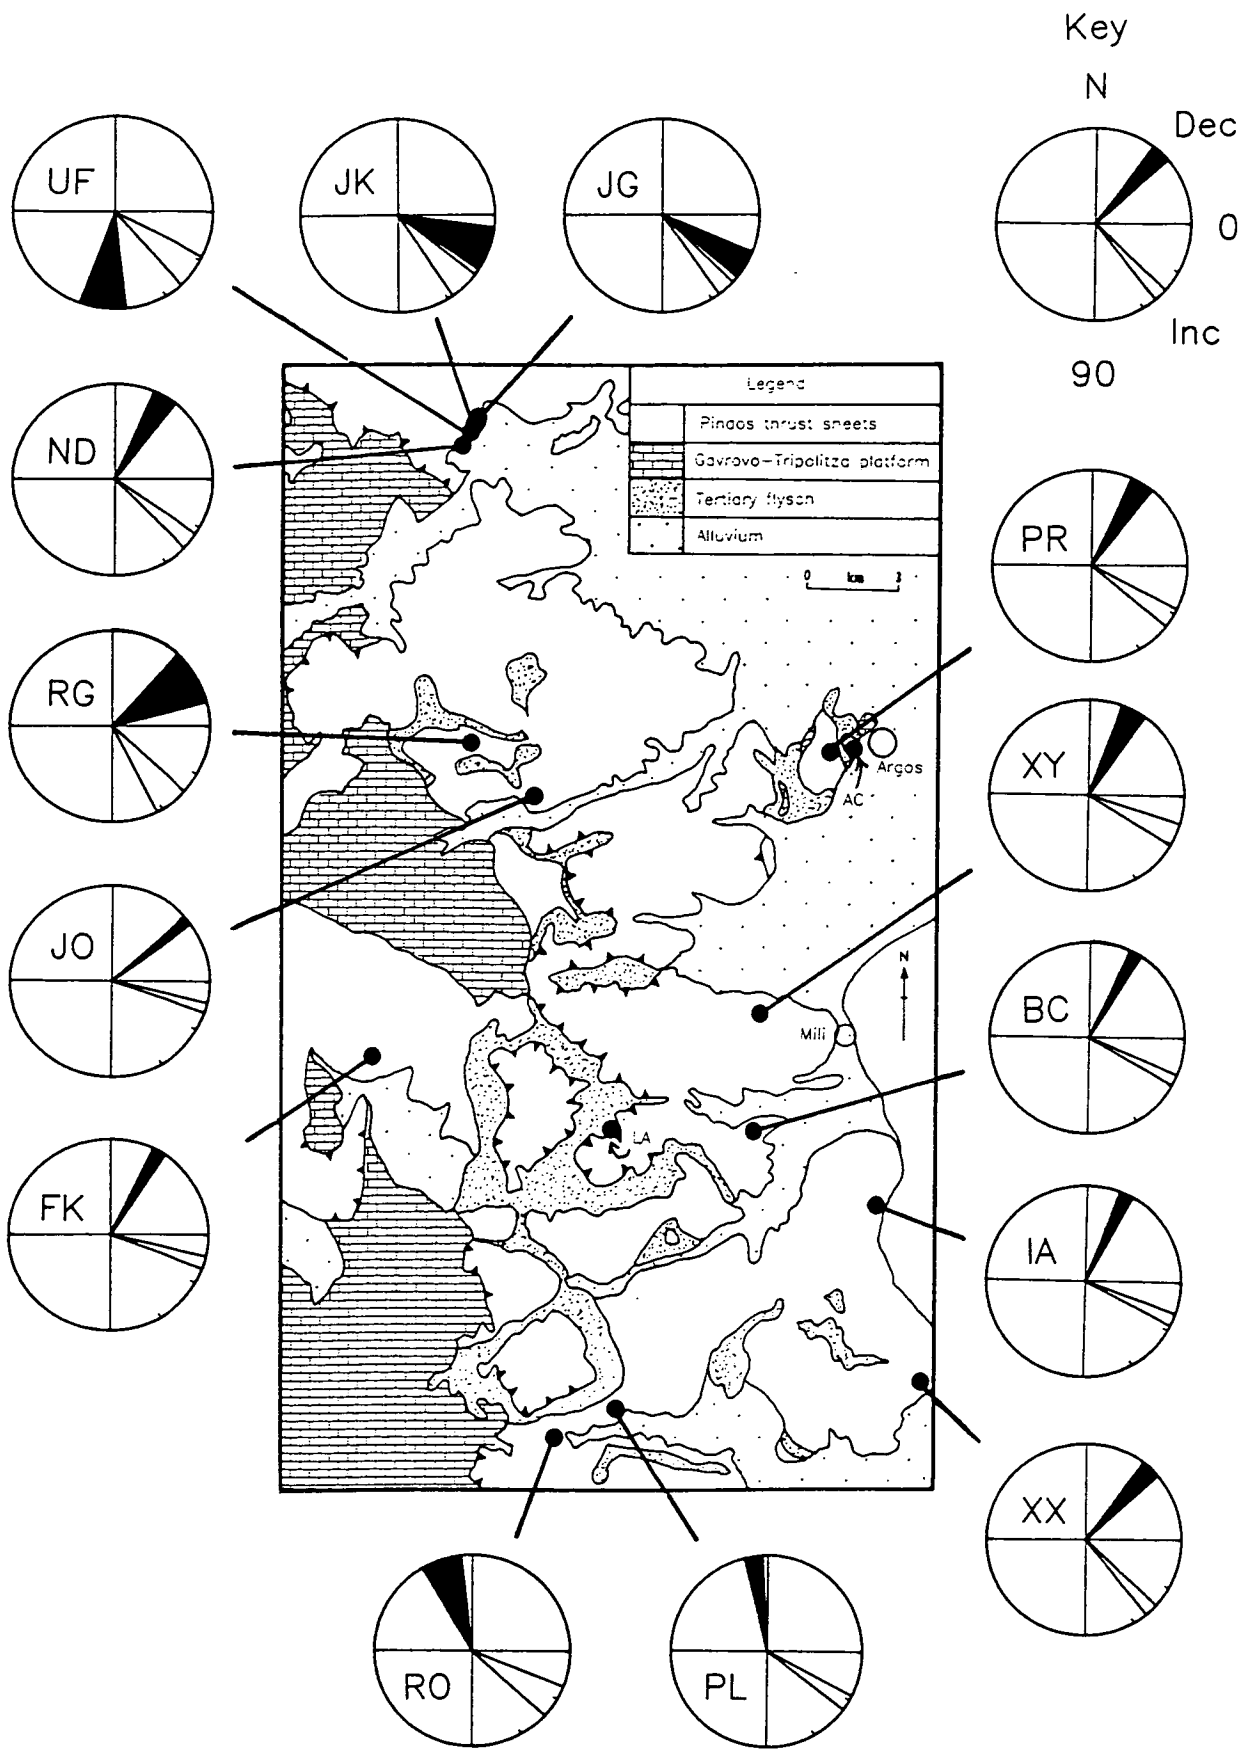 Key
N
Dec
0
Inc
90
UF
JK
JG
ND
RG
JO
FK
Legend
Pindos thrust sheets
Gavrovo-Tripolitza platform
Tertiary flysch
Alluvium
0 km 3
Argos
AC
N
Mili
LA
PR
XY
BC
IA
XX
RO
PL